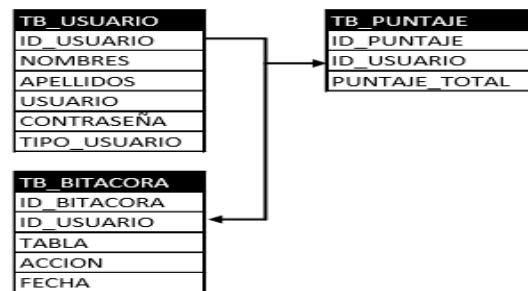 TB_USUARIO
ID_USUARIO
NOMBRES
APELLIDOS
USUARIO
CONTRASEÑA
TIPO_USUARIO
TB_PUNTAJE
ID_PUNTAJE
ID_USUARIO
PUNTAJE_TOTAL
TB_BITACORA
ID_BITACORA
ID_USUARIO
TABLA
ACCION
FECHA